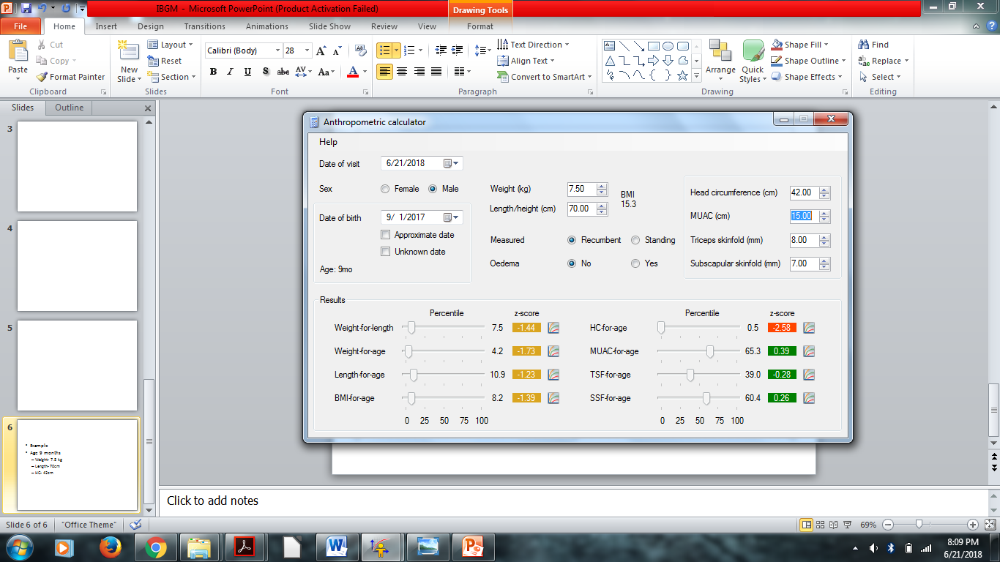 IBGM - Microsoft PowerPoint (Product Activation Failed)
Drawing Tools
File Home Insert Design Transitions Animations Slide Show Review View Format
Paste
Cut
Copy
Format Painter
Clipboard
New Slide
Layout
Reset
Section
Slides
Calibri (Body) 28
B I U S abc AV Aa A
Font
Text Direction
Align Text
Convert to SmartArt
Paragraph
Arrange
Quick Styles
Shape Fill
Shape Outline
Shape Effects
Drawing
Find
Replace
Select
Editing
Slides Outline
3
4
5
6
Example
Age 9 months
– Weight- 7.5 kg
– Length- 70cm
– HC- 42cm
Anthropometric calculator
Help
Date of visit 6/21/2018
Sex Female Male
Date of birth 9/ 1/2017
Approximate date
Unknown date
Age: 9mo
Weight (kg) 7.50
Length/height (cm) 70.00
BMI
15.3
Measured Recumbent Standing
Oedema No Yes
Head circumference (cm) 42.00
MUAC (cm) 15.00
Triceps skinfold (mm) 8.00
Subscapular skinfold (mm) 7.00
Results
Percentile z-score
Weight-for-length 7.5 -1.44
Weight-for-age 4.2 -1.73
Length-for-age 10.9 -1.23
BMI-for-age 8.2 -1.39
0 25 50 75 100
Percentile z-score
HC-for-age 0.5 -2.58
MUAC-for-age 65.3 0.39
TSF-for-age 39.0 -0.28
SSF-for-age 60.4 0.26
0 25 50 75 100
Click to add notes
Slide 6 of 6 "Office Theme" 69%
8:09 PM
6/21/2018